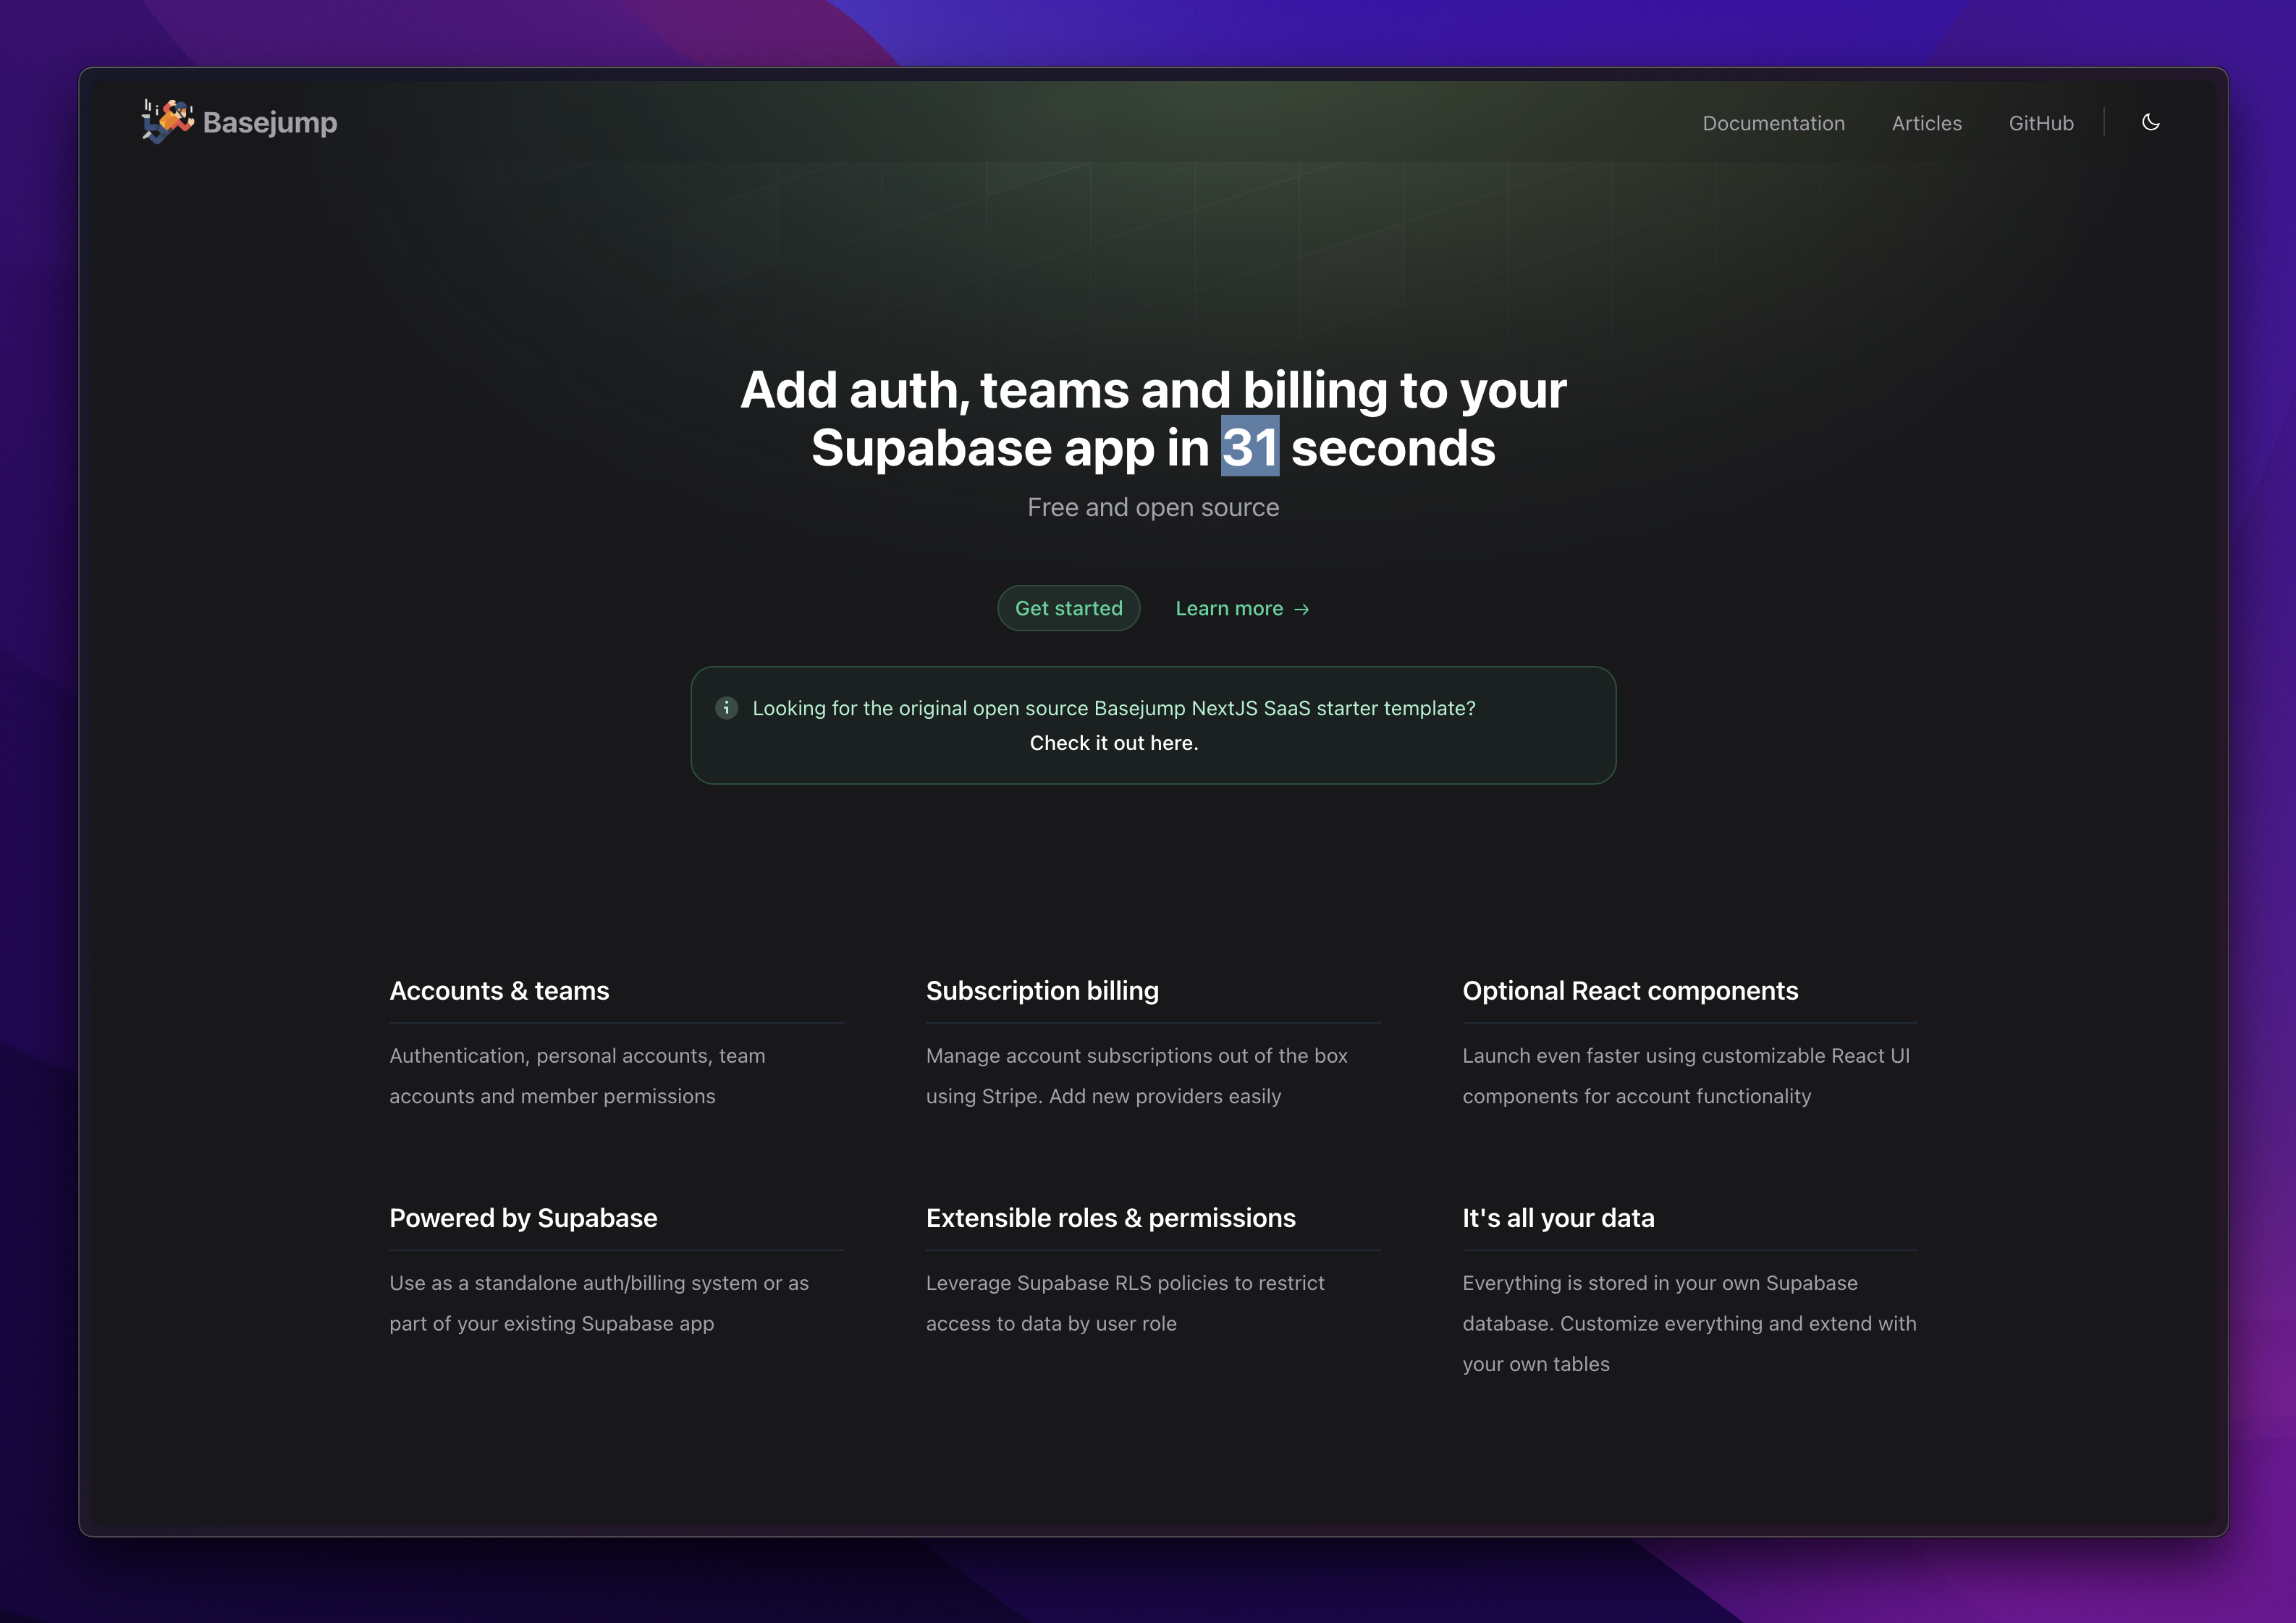 Basejump
Documentation
Articles
GitHub
Add auth, teams and billing to your
Supabase app in 31 seconds
Free and open source
Get started
Learn more →
Looking for the original open source Basejump NextJS SaaS starter template?
Check it out here.
Accounts & teams
Authentication, personal accounts, team
accounts and member permissions
Subscription billing
Manage account subscriptions out of the box
using Stripe. Add new providers easily
Optional React components
Launch even faster using customizable React UI
components for account functionality
Powered by Supabase
Use as a standalone auth/billing system or as
part of your existing Supabase app
Extensible roles & permissions
Leverage Supabase RLS policies to restrict
access to data by user role
It's all your data
Everything is stored in your own Supabase
database. Customize everything and extend with
your own tables